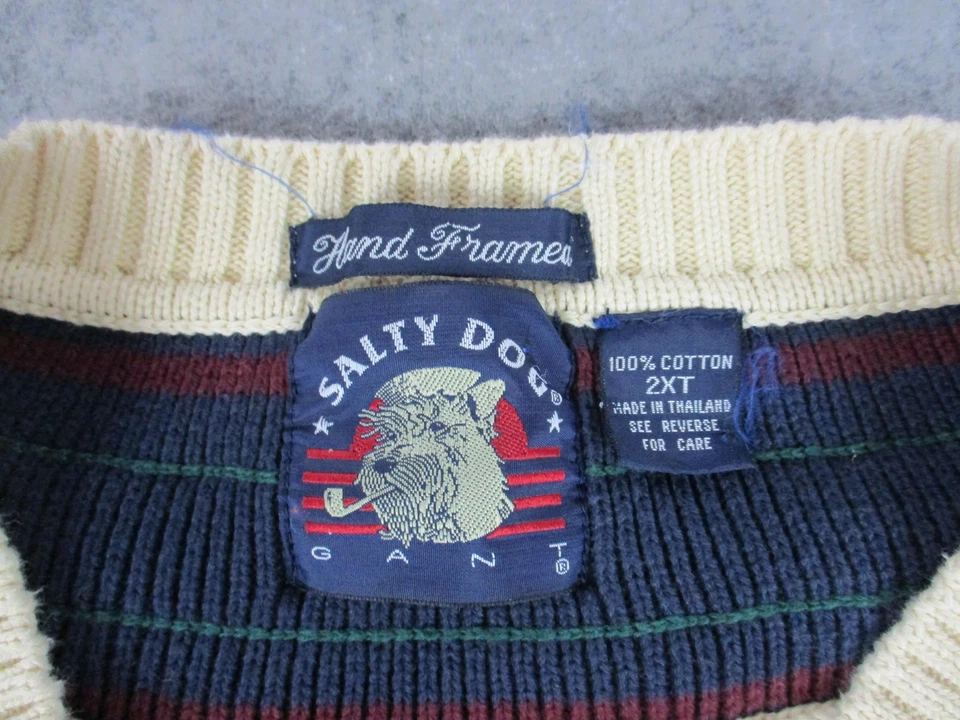 Hand Framed
SALTY DOG®
GANT®
100% COTTON
2XT
MADE IN THAILAND
SEE REVERSE
FOR CARE